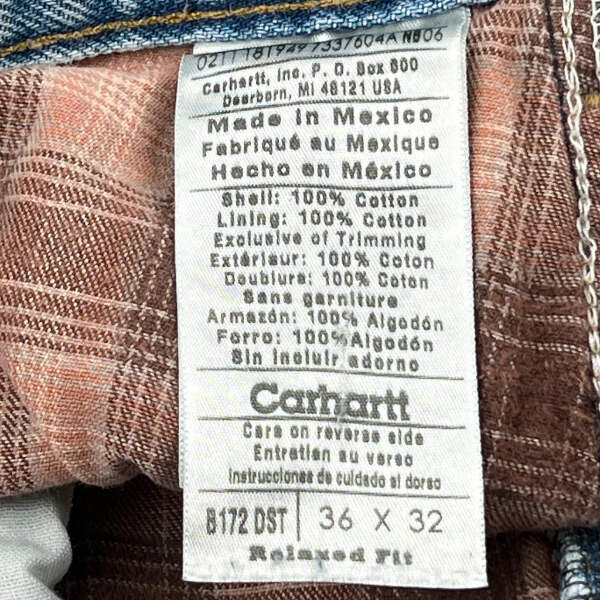 0211 1819497337604A NB06
Carhartt, Inc. P. O. Box 600
Dearborn, MI 48121 USA
Made in Mexico
Fabriqué au Mexique
Hecho en México
Shell: 100% Cotton
Lining: 100% Cotton
Exclusive of Trimming
Extérieur: 100% Coton
Doublure: 100% Coton
Sans garniture
Armazón: 100% Algodón
Forro: 100%Algodón
Sin incluir adorno
Carhartt
Care on reverse side
Entretien au verso
Instrucciones de cuidado al dorso
B172 DST 36 X 32
Relaxed Fit